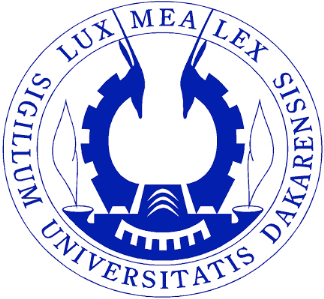 LUX MEA LEX
SIGILLUM UNIVERSITATIS DAKARENSIS